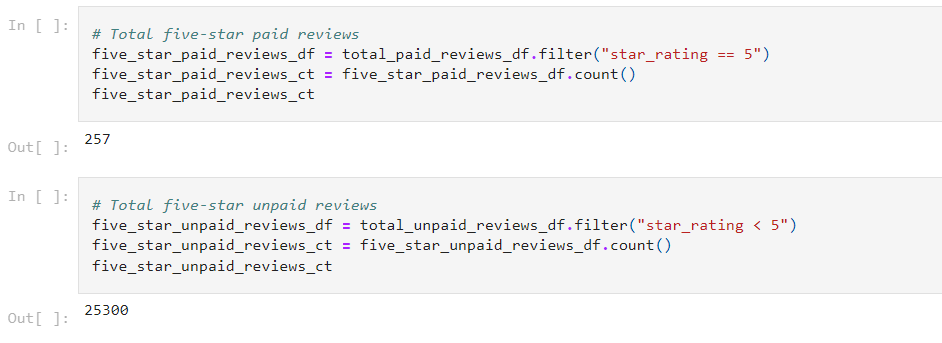 In [ ]:
# Total five-star paid reviews
five_star_paid_reviews_df = total_paid_reviews_df.filter("star_rating == 5")
five_star_paid_reviews_ct = five_star_paid_reviews_df.count()
five_star_paid_reviews_ct
Out[ ]:
257
In [ ]:
# Total five-star unpaid reviews
five_star_unpaid_reviews_df = total_unpaid_reviews_df.filter("star_rating < 5")
five_star_unpaid_reviews_ct = five_star_unpaid_reviews_df.count()
five_star_unpaid_reviews_ct
Out[ ]:
25300